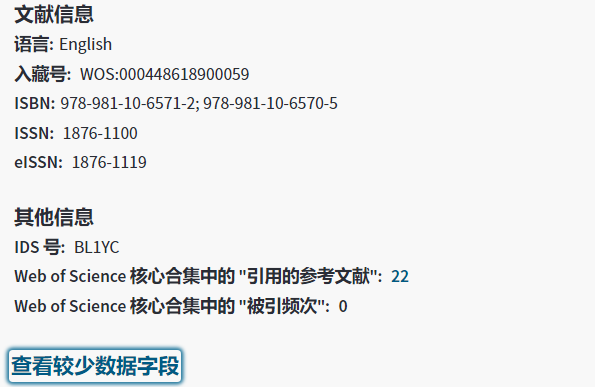 文献信息
语言: English
入藏号: WOS:000448618900059
ISBN: 978-981-10-6571-2; 978-981-10-6570-5
ISSN: 1876-1100
eISSN: 1876-1119
其他信息
IDS 号: BL1YC
Web of Science 核心合集中的 "引用的参考文献": 22
Web of Science 核心合集中的 "被引频次": 0
查看较少数据字段